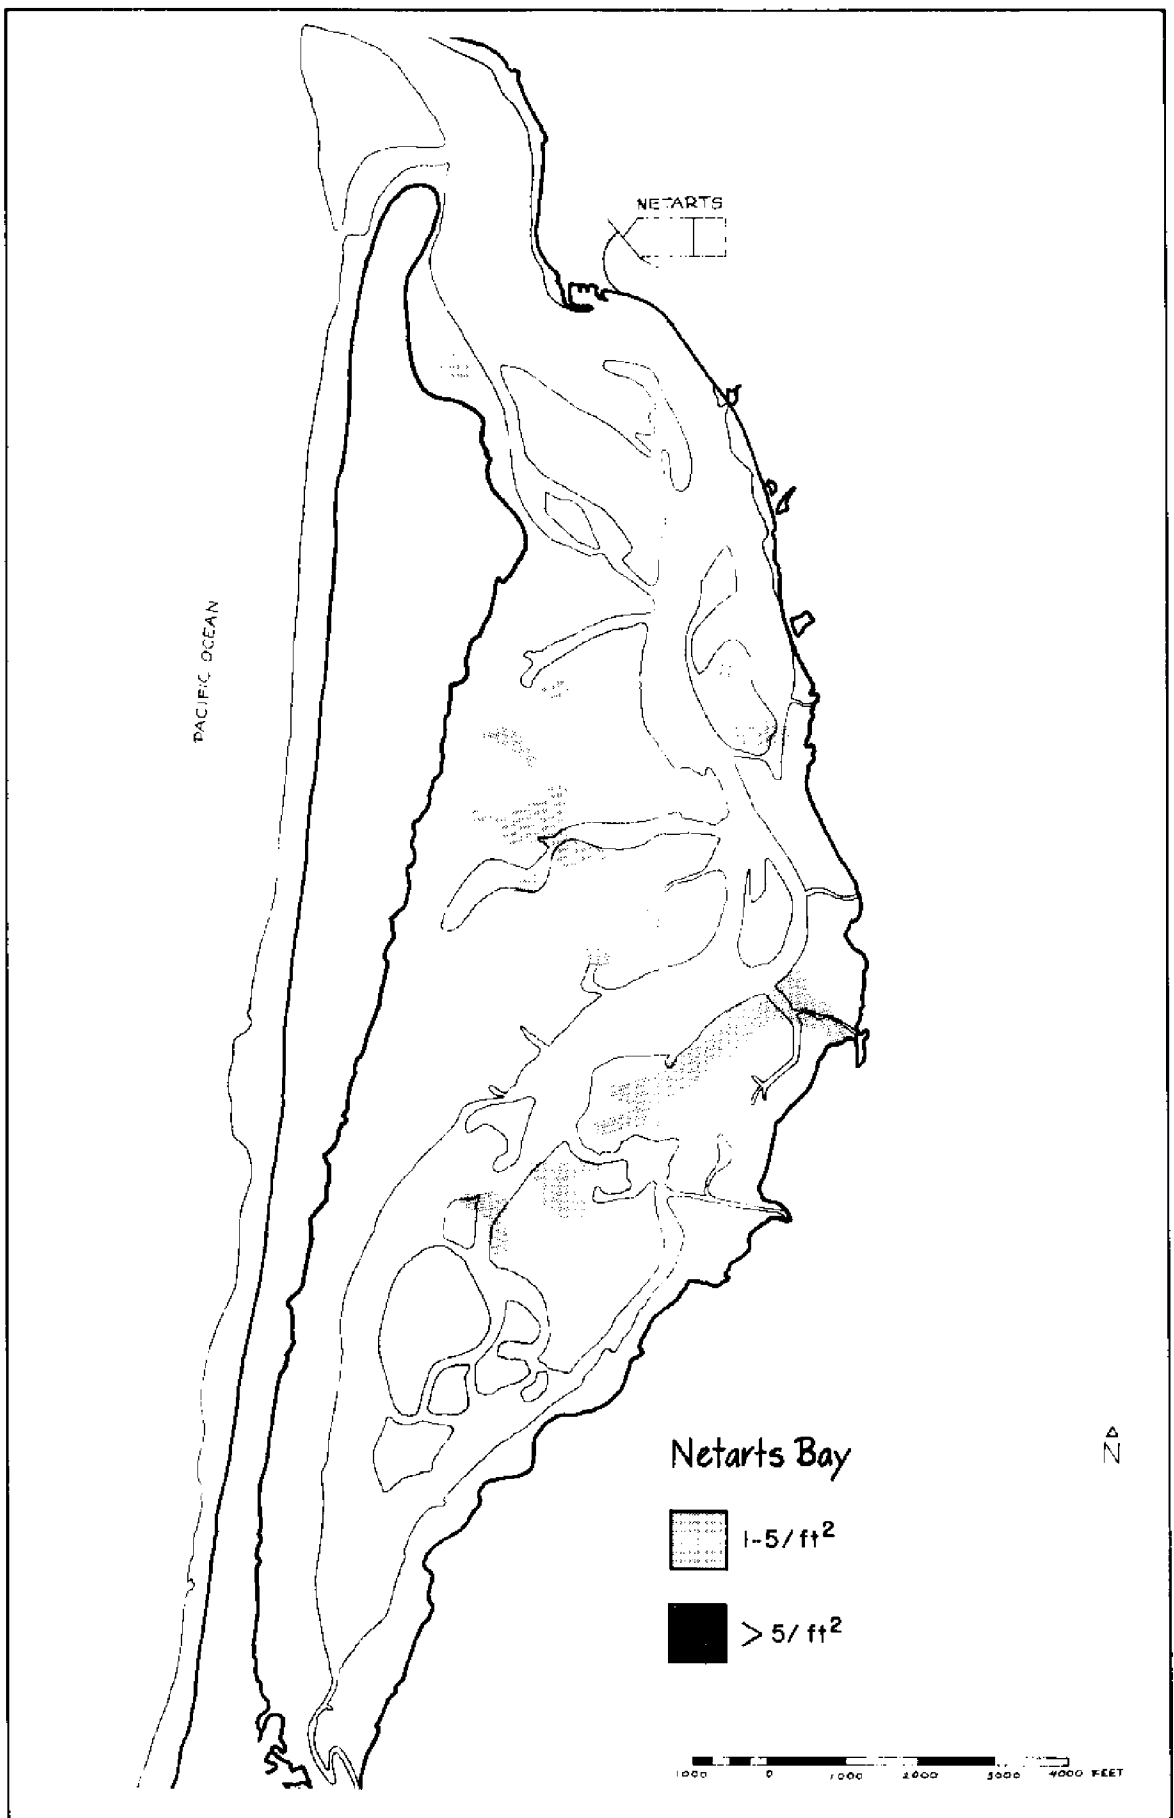 NETARTS
PACIFIC OCEAN
Netarts Bay
N
1-5/ft²
>5/ft²
1000 0 1000 2000 3000 4000 FEET